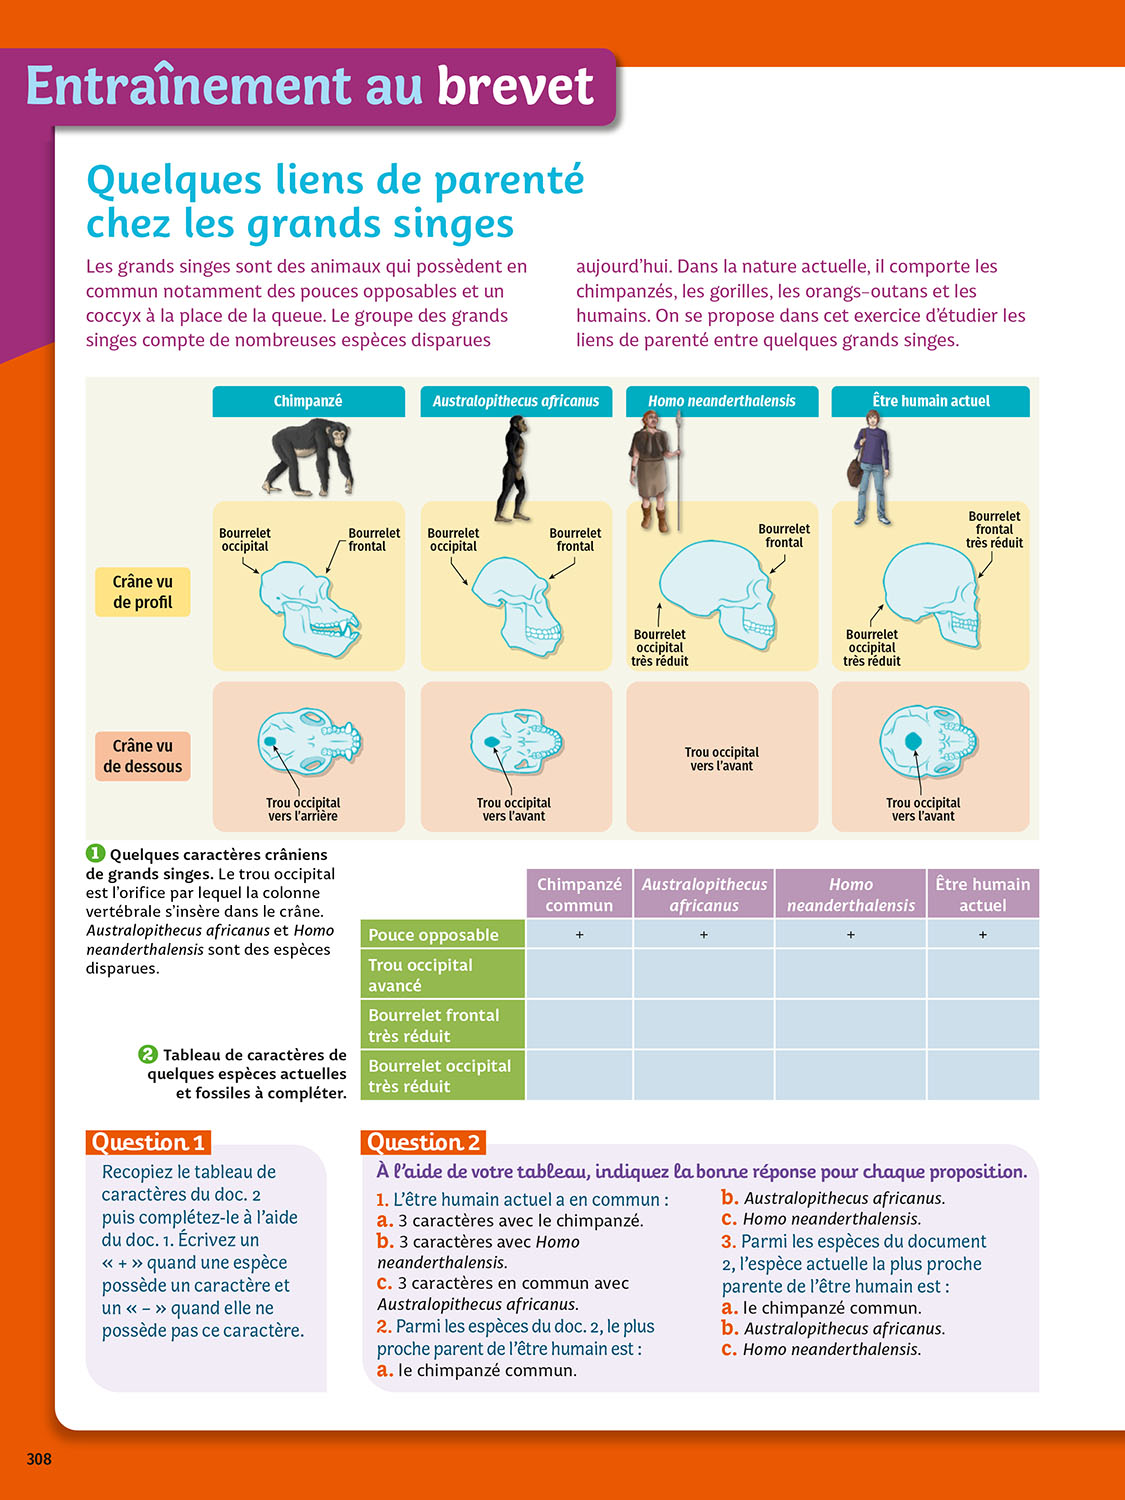 Entraînement au brevet
Quelques liens de parenté
chez les grands singes
Les grands singes sont des animaux qui possèdent en
commun notamment des pouces opposables et un
coccyx à la place de la queue. Le groupe des grands
singes compte de nombreuses espèces disparues
aujourd'hui. Dans la nature actuelle, il comporte les
chimpanzés, les gorilles, les orangs-outans et les
humains. On se propose dans cet exercice d'étudier les
liens de parenté entre quelques grands singes.
Chimpanzé
Australopithecus africanus
Homo neanderthalensis
Être humain actuel
Crâne vu
de profil
Bourrelet
occipital
Bourrelet
frontal
Bourrelet
occipital
Bourrelet
frontal
Bourrelet
frontal
Bourrelet
occipital
très réduit
Bourrelet
frontal
très réduit
Bourrelet
occipital
très réduit
Crâne vu
de dessous
Trou occipital
vers l'arrière
Trou occipital
vers l'avant
Trou occipital
vers l'avant
Trou occipital
vers l'avant
1 Quelques caractères crâniens
de grands singes. Le trou occipital
est l'orifice par lequel la colonne
vertébrale s'insère dans le crâne.
Australopithecus africanus et Homo
neanderthalensis sont des espèces
disparues.
2 Tableau de caractères de
quelques espèces actuelles
et fossiles à compléter.
Chimpanzé
commun
Australopithecus
africanus
Homo
neanderthalensis
Être humain
actuel
Pouce opposable + + + +
Trou occipital
avancé
Bourrelet frontal
très réduit
Bourrelet occipital
très réduit
Question 1
Recopiez le tableau de
caractères du doc. 2
puis complétez-le à l'aide
du doc. 1. Écrivez un
« + » quand une espèce
possède un caractère et
un « – » quand elle ne
possède pas ce caractère.
Question 2
À l'aide de votre tableau, indiquez la bonne réponse pour chaque proposition.
1. L'être humain actuel a en commun :
a. 3 caractères avec le chimpanzé.
b. 3 caractères avec Homo
neanderthalensis.
c. 3 caractères en commun avec
Australopithecus africanus.
2. Parmi les espèces du doc. 2, le plus
proche parent de l'être humain est :
a. le chimpanzé commun.
b. Australopithecus africanus.
c. Homo neanderthalensis.
3. Parmi les espèces du document
2, l'espèce actuelle la plus proche
parente de l'être humain est :
a. le chimpanzé commun.
b. Australopithecus africanus.
c. Homo neanderthalensis.
308